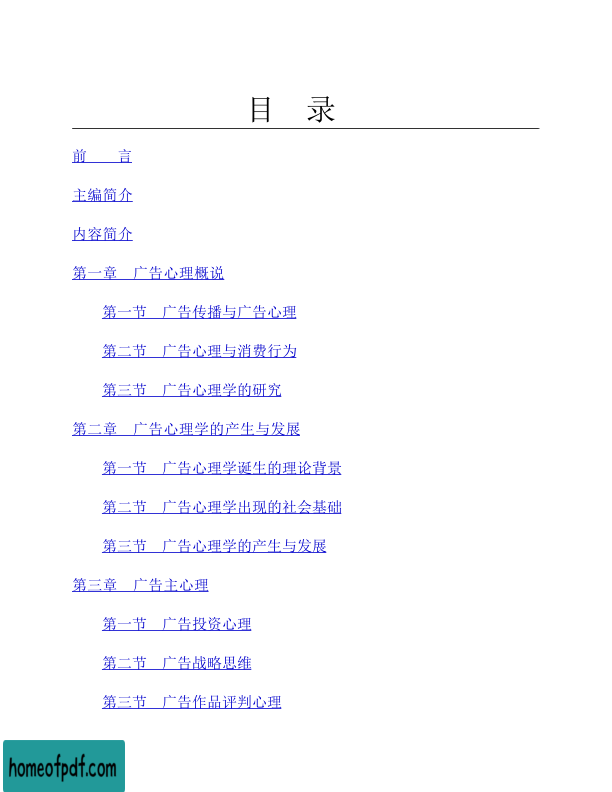 目　录
前　　言
主编简介
内容简介
第一章　广告心理概说
第一节　广告传播与广告心理
第二节　广告心理与消费行为
第三节　广告心理学的研究
第二章　广告心理学的产生与发展
第一节　广告心理学诞生的理论背景
第二节　广告心理学出现的社会基础
第三节　广告心理学的产生与发展
第三章　广告主心理
第一节　广告投资心理
第二节　广告战略思维
第三节　广告作品评判心理
homeofpdf.com